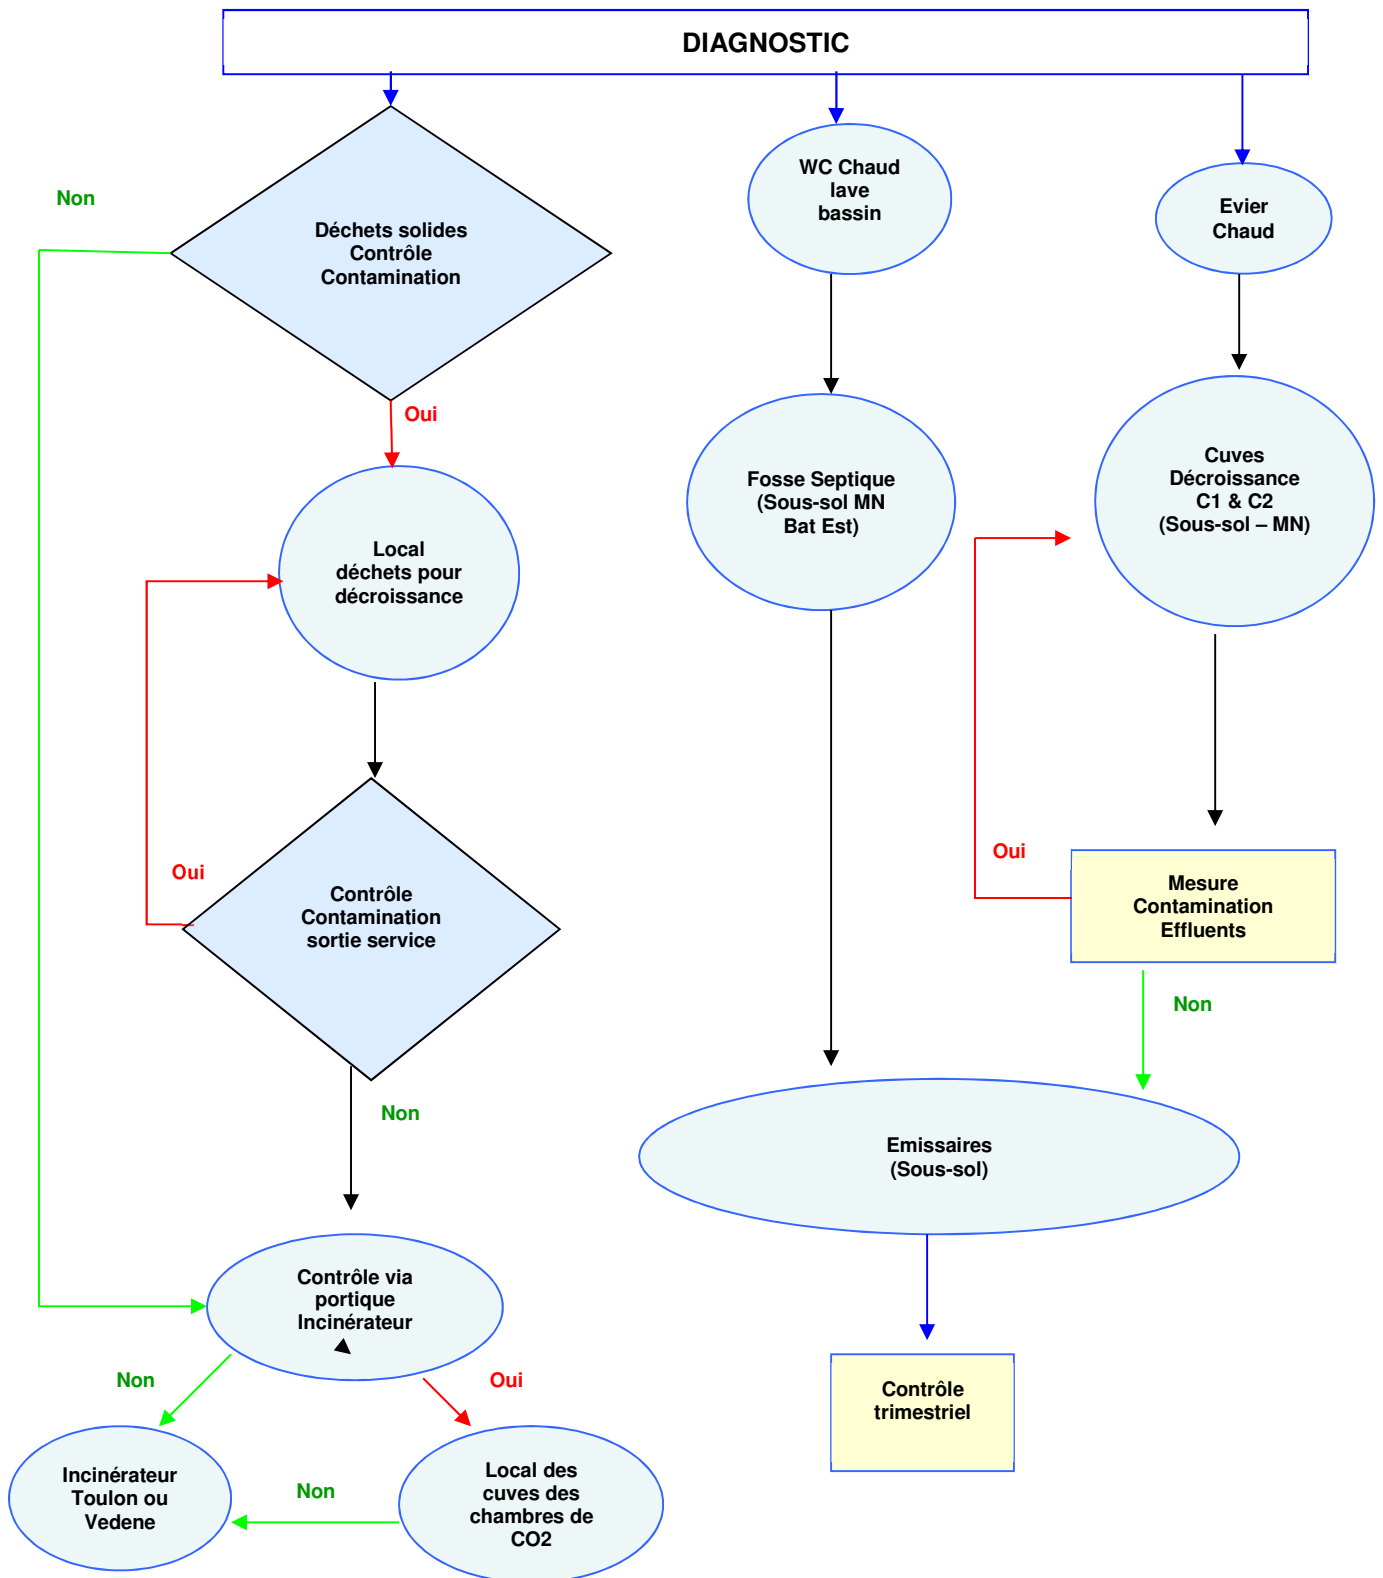 DIAGNOSTIC
Non
Déchets solides
Contrôle
Contamination
WC Chaud
lave
bassin
Evier
Chaud
Oui
Local
déchets pour
décroissance
Fosse Septique
(Sous-sol MN
Bat Est)
Cuves
Décroissance
C1 & C2
(Sous-sol – MN)
Oui
Contrôle
Contamination
sortie service
Oui
Mesure
Contamination
Effluents
Non
Non
Emissaires
(Sous-sol)
Contrôle via
portique
Incinérateur
Non
Oui
Contrôle
trimestriel
Incinérateur
Toulon ou
Vedene
Non
Local des
cuves des
chambres de
CO2